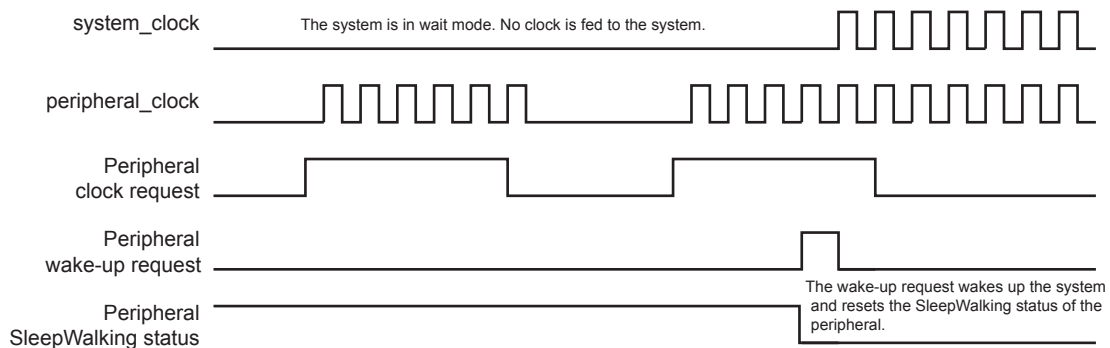 system_clock
The system is in wait mode. No clock is fed to the system.
peripheral_clock
Peripheral
clock request
Peripheral
wake-up request
The wake-up request wakes up the system
and resets the SleepWalking status of the
peripheral.
Peripheral
SleepWalking status